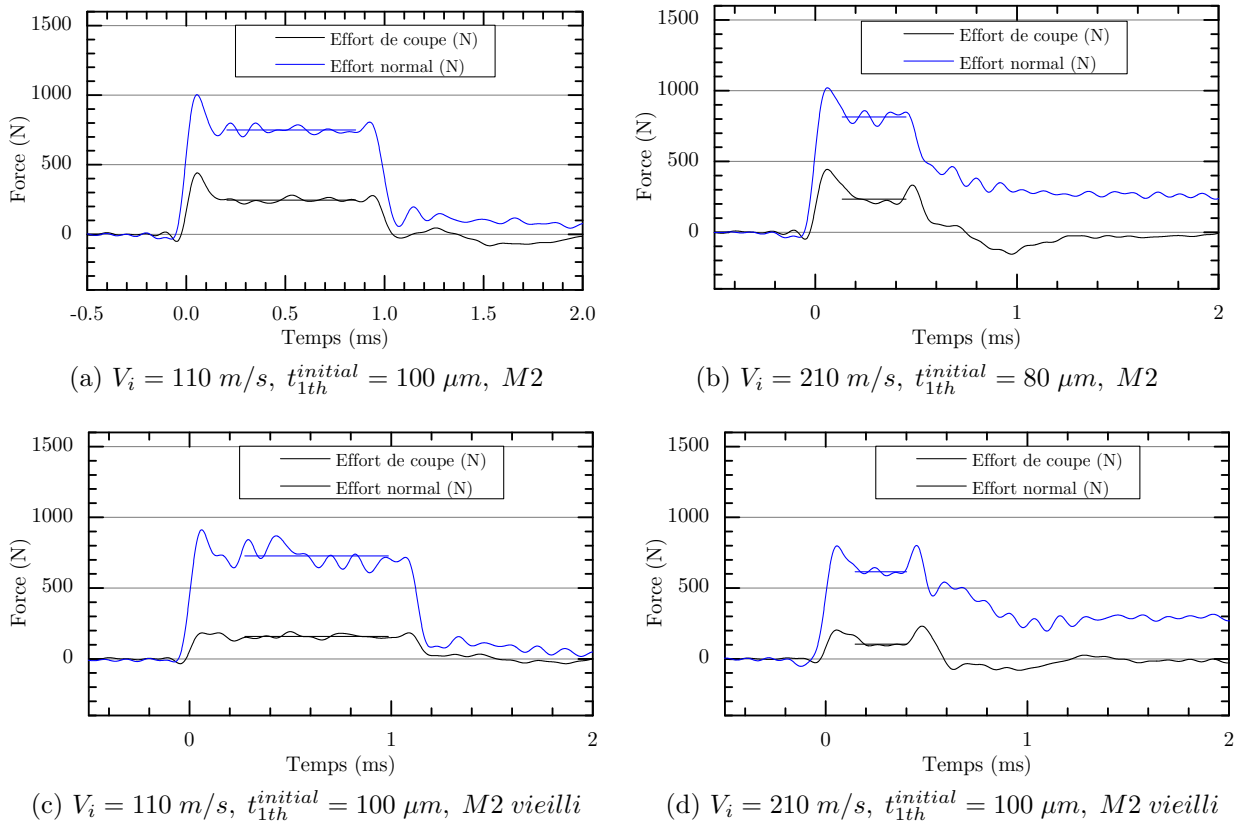 1500
1000
500
0
Force (N)
Effort de coupe (N)
Effort normal (N)
-0.5 0.0 0.5 1.0 1.5 2.0
Temps (ms)
(a) V_i = 110 m/s, t_{1th}^{initial} = 100 μm, M2
1500
1000
500
0
Force (N)
Effort de coupe (N)
Effort normal (N)
0 1 2
Temps (ms)
(b) V_i = 210 m/s, t_{1th}^{initial} = 80 μm, M2
1500
1000
500
0
Force (N)
Effort de coupe (N)
Effort normal (N)
0 1 2
Temps (ms)
(c) V_i = 110 m/s, t_{1th}^{initial} = 100 μm, M2 vieilli
1500
1000
500
0
Force (N)
Effort de coupe (N)
Effort normal (N)
0 1 2
Temps (ms)
(d) V_i = 210 m/s, t_{1th}^{initial} = 100 μm, M2 vieilli